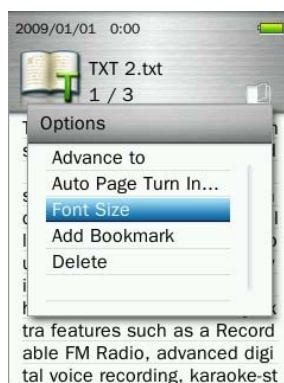 2009/01/01 0:00
TXT 2.txt
1 / 3
Options
Advance to
Auto Page Turn In...
Font Size
Add Bookmark
Delete
tra features such as a Record
able FM Radio, advanced digi
tal voice recording, karaoke-st